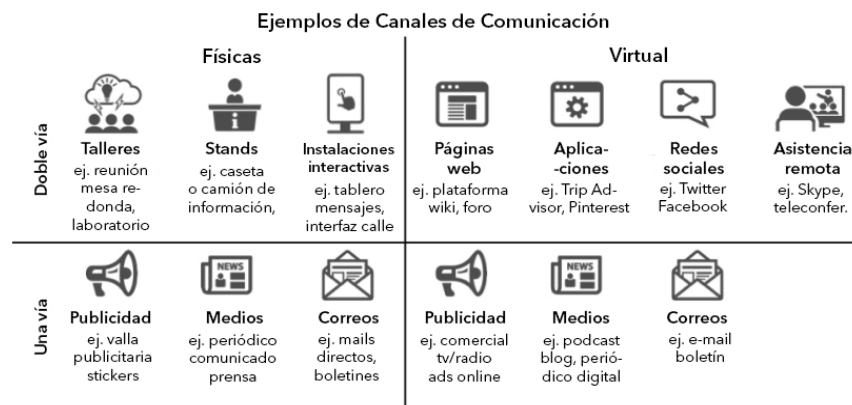 Ejemplos de Canales de Comunicación
Físicas
Virtual
Doble vía
Talleres
ej. reunión
mesa re-
donda,
laboratorio
Stands
ej. caseta
o camión de
información,
Instalaciones
interactivas
ej. tablero
mensajes,
interfaz calle
Páginas
web
ej. plataforma
wiki, foro
Aplica-
-ciones
ej. Trip Ad-
visor, Pinterest
Redes
sociales
ej. Twitter
Facebook
Asistencia
remota
ej. Skype,
teleconfer.
Una vía
Publicidad
ej. valla
publicitaria
stickers
NEWS
Medios
ej. periódico
comunicado
prensa
Correos
ej. mails
directos,
boletines
Publicidad
ej. comercial
tv/radio
ads online
NEWS
Medios
ej. podcast
blog, perió-
dico digital
Correos
ej. e-mail
boletín